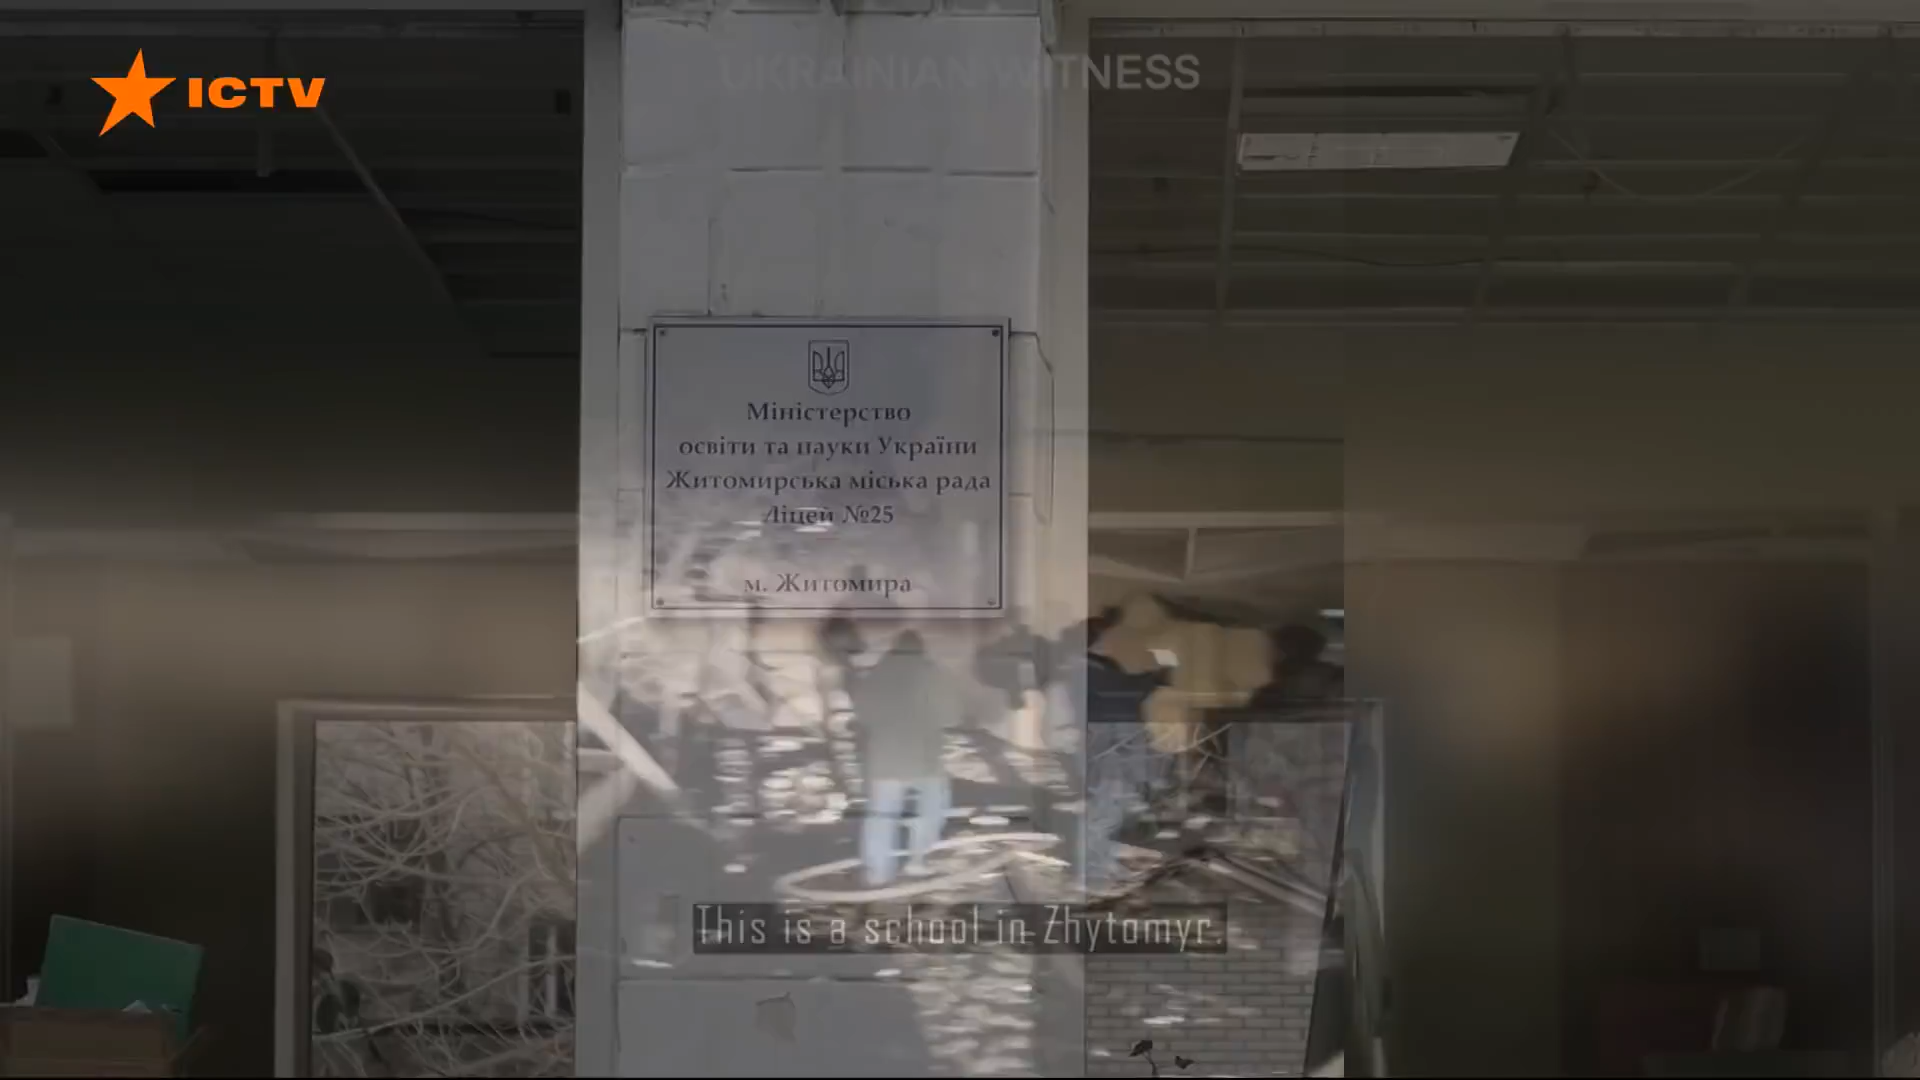 ICTV
UKRAINIAN WITNESS
Міністерство
освіти та науки України
Житомирська міська рада
Ліцей №25
м. Житомира
This is a school in Zhytomyr.